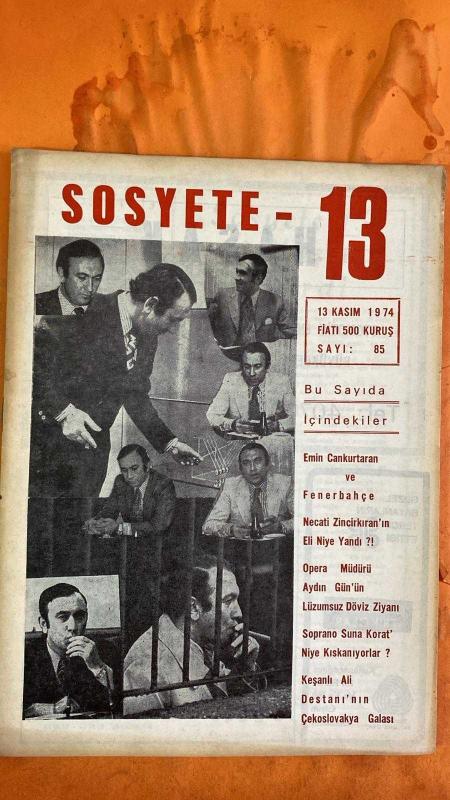 SOSYETE - 13
13 KASIM 1974
FİATI 500 KURUŞ
SAYI: 85
Bu Sayıda
İçindekiler
Emin Cankurtaran
ve
Fenerbahçe
Necati Zincirkıran'ın
Eli Niye Yandı ?!
Opera Müdürü
Aydın Gün'ün
Lüzumsuz Döviz Ziyanı
Soprano Suna Korat'
Niye Kıskanıyorlar ?
Keşanlı Ali
Destanı'nın
Çekoslovakya Galası